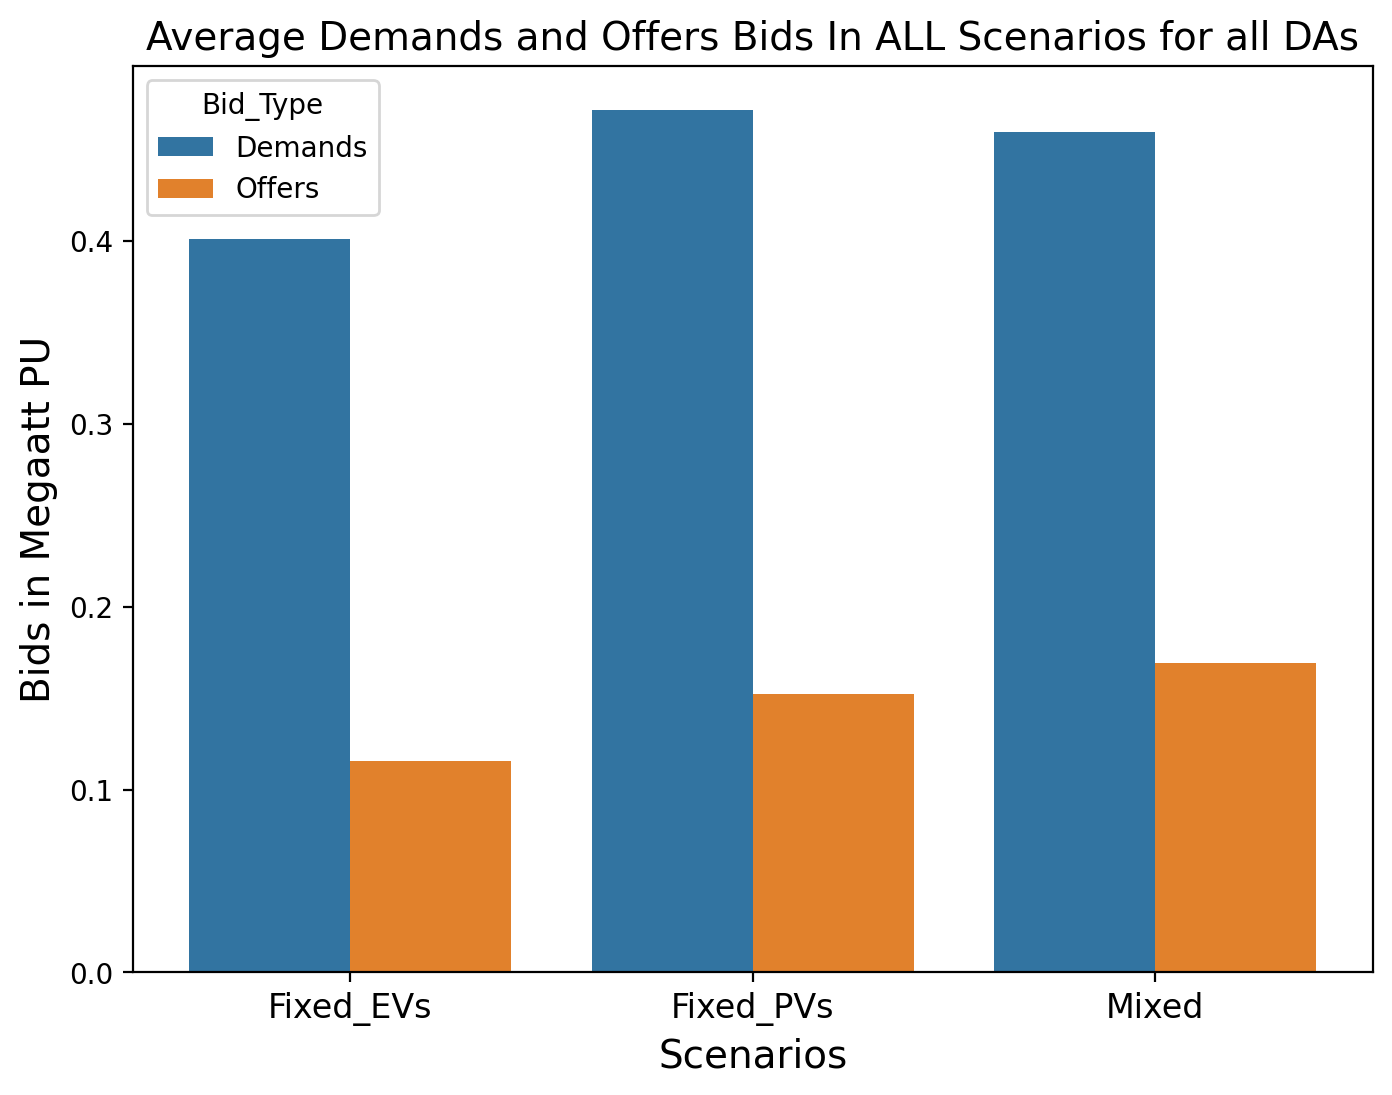 Average Demands and Offers Bids In ALL Scenarios for all DAs
Bid_Type
Demands
Offers
0.4
0.3
0.2
0.1
0.0
Bids in Megaatt PU
Fixed_EVs
Fixed_PVs
Mixed
Scenarios